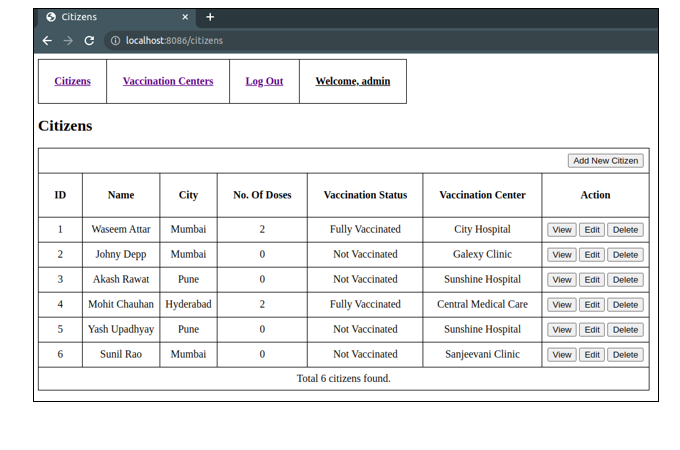 Citizens
localhost:8086/citizens
Citizens Vaccination Centers Log Out Welcome, admin
Citizens
Add New Citizen
ID Name City No. Of Doses Vaccination Status Vaccination Center Action
1 Waseem Attar Mumbai 2 Fully Vaccinated City Hospital View Edit Delete
2 Johny Depp Mumbai 0 Not Vaccinated Galexy Clinic View Edit Delete
3 Akash Rawat Pune 0 Not Vaccinated Sunshine Hospital View Edit Delete
4 Mohit Chauhan Hyderabad 2 Fully Vaccinated Central Medical Care View Edit Delete
5 Yash Upadhyay Pune 0 Not Vaccinated Sunshine Hospital View Edit Delete
6 Sunil Rao Mumbai 0 Not Vaccinated Sanjeevani Clinic View Edit Delete
Total 6 citizens found.